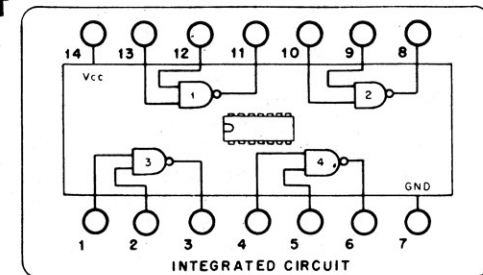 T
14 13 12 11 10 9 8
Vcc
1 2
3 4
GND
1 2 3 4 5 6 7
INTEGRATED CIRCUIT